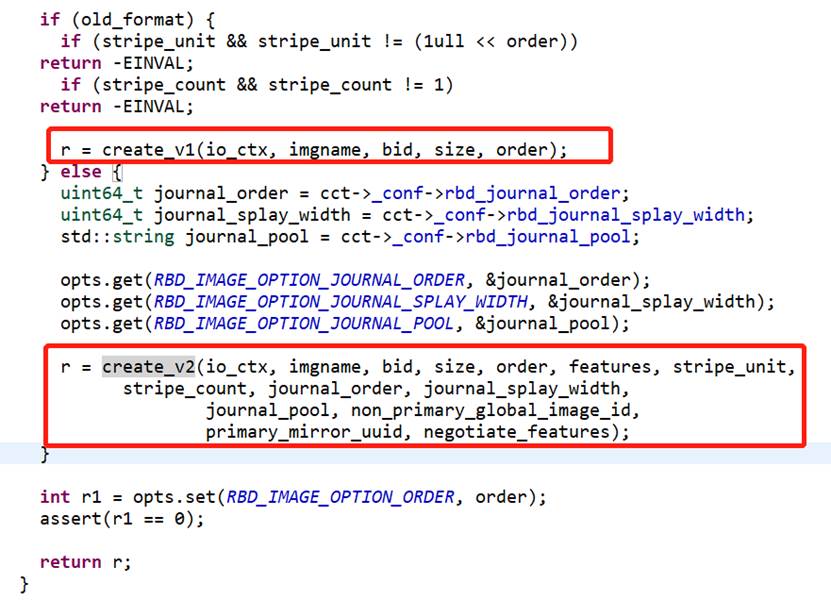 if (old_format) {
if (stripe_unit && stripe_unit != (1ull << order))
return -EINVAL;
if (stripe_count && stripe_count != 1)
return -EINVAL;
r = create_v1(io_ctx, imgname, bid, size, order);
} else {
uint64_t journal_order = cct->_conf->rbd_journal_order;
uint64_t journal_splay_width = cct->_conf->rbd_journal_splay_width;
std::string journal_pool = cct->_conf->rbd_journal_pool;
opts.get(RBD_IMAGE_OPTION_JOURNAL_ORDER, &journal_order);
opts.get(RBD_IMAGE_OPTION_JOURNAL_SPLAY_WIDTH, &journal_splay_width);
opts.get(RBD_IMAGE_OPTION_JOURNAL_POOL, &journal_pool);
r = create_v2(io_ctx, imgname, bid, size, order, features, stripe_unit,
stripe_count, journal_order, journal_splay_width,
journal_pool, non_primary_global_image_id,
primary_mirror_uuid, negotiate_features);
}
int r1 = opts.set(RBD_IMAGE_OPTION_ORDER, order);
assert(r1 == 0);
return r;
}